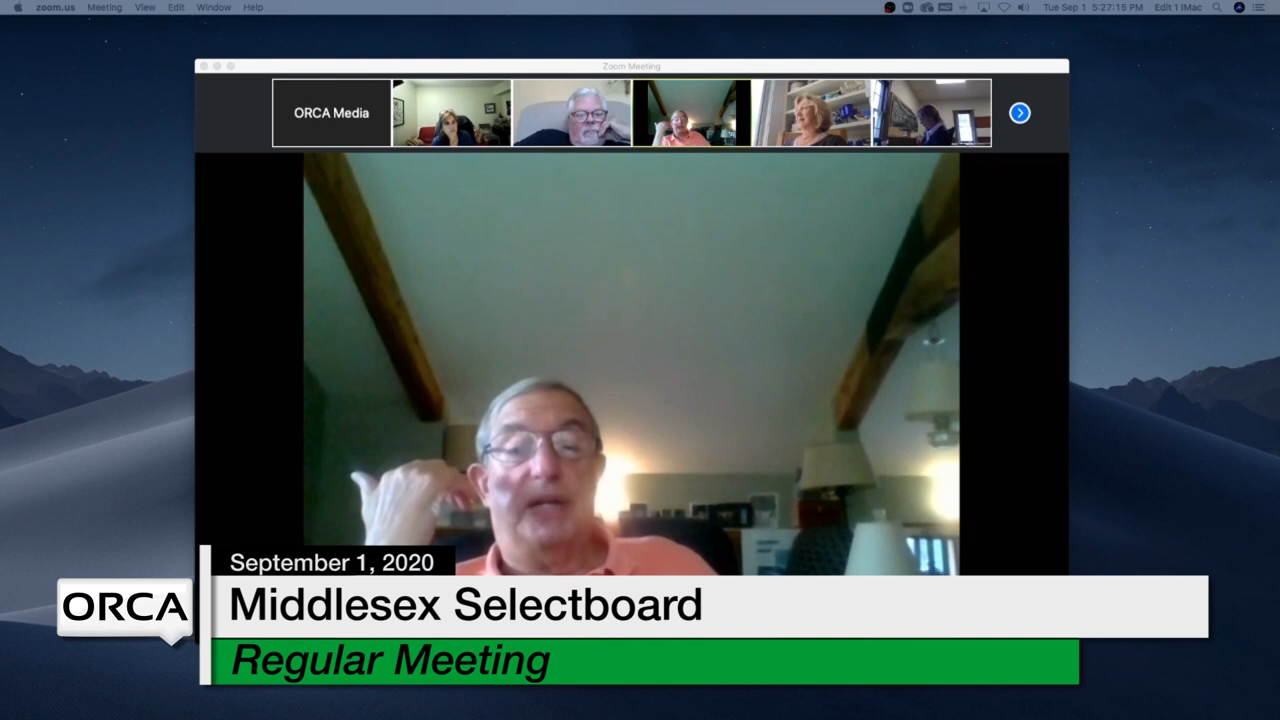 zoom.us Meeting View Edit Window Help Tue Sep 1 5:27:15 PM Edit 1 iMac
Zoom Meeting
ORCA Media
September 1, 2020
ORCA
Middlesex Selectboard
Regular Meeting